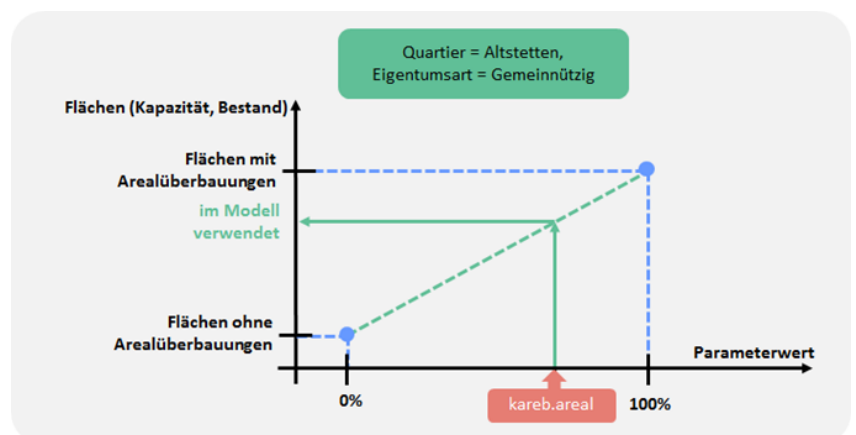 Quartier = Altstetten,
Eigentumsart = Gemeinnützig
Flächen (Kapazität, Bestand)
Flächen mit
Arealüberbauungen
im Modell
verwendet
Flächen ohne
Arealüberbauungen
Parameterwert
0%
kareb.areal
100%